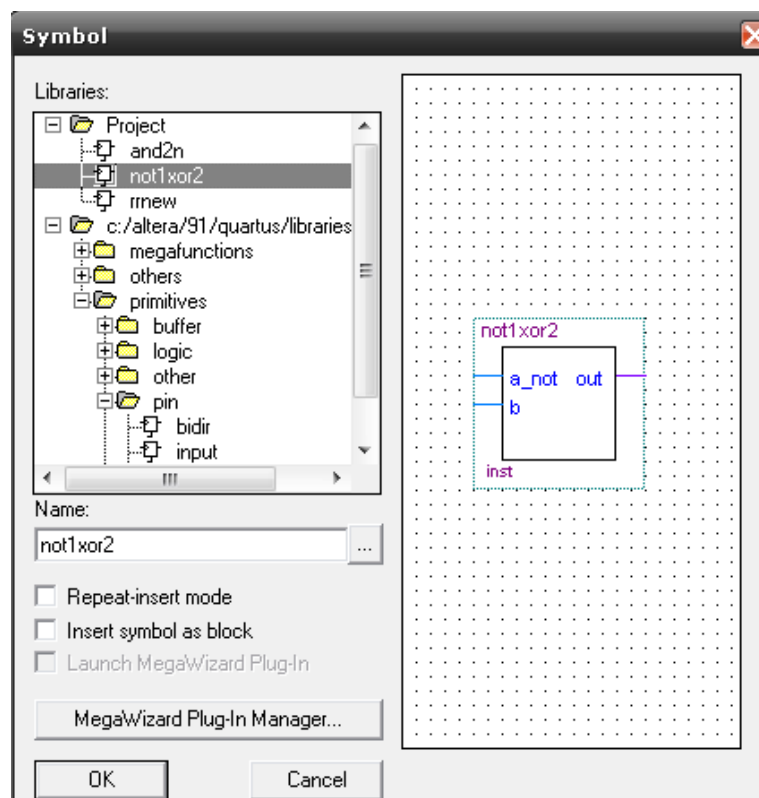 Symbol
Libraries:
Project
and2n
not1xor2
rrnew
c:/altera/91/quartus/libraries
megafunctions
others
primitives
buffer
logic
other
pin
bidir
input
Name:
not1xor2
...
Repeat-insert mode
Insert symbol as block
Launch MegaWizard Plug-In
MegaWizard Plug-In Manager...
OK Cancel
not1xor2
a_not out
b
inst